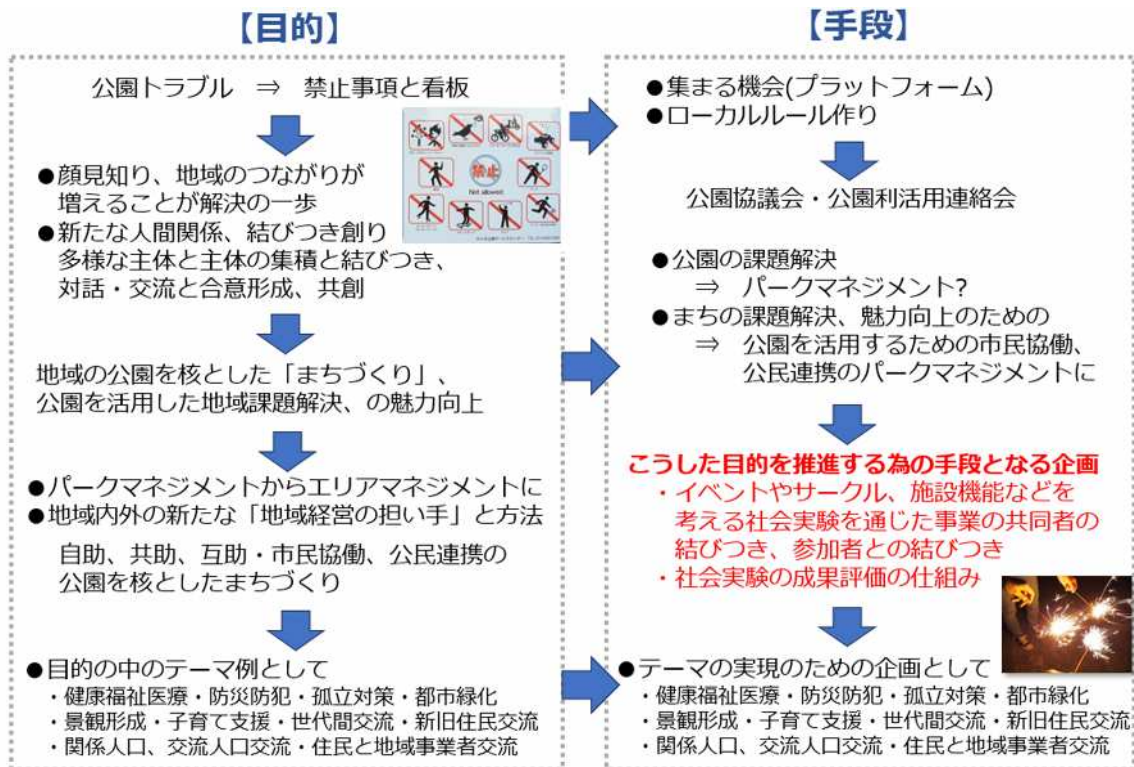 【目的】
公園トラブル ⇒ 禁止事項と看板
禁止
Not allowed
●顔見知り、地域のつながりが
増えることが解決の一歩
●新たな人間関係、結びつき創り
多様な主体と主体の集積と結びつき、
対話・交流と合意形成、共創
地域の公園を核とした「まちづくり」、
公園を活用した地域課題解決、の魅力向上
●パークマネジメントからエリアマネジメントに
●地域内外の新たな「地域経営の担い手」と方法
自助、共助、互助・市民協働、公民連携の
公園を核としたまちづくり
●目的の中のテーマ例として
・健康福祉医療・防災防犯・孤立対策・都市緑化
・景観形成・子育て支援・世代間交流・新旧住民交流
・関係人口、交流人口交流・住民と地域事業者交流
【手段】
●集まる機会(プラットフォーム)
●ローカルルール作り
公園協議会・公園利活用連絡会
●公園の課題解決
⇒ パークマネジメント?
●まちの課題解決、魅力向上のための
⇒ 公園を活用するための市民協働、
公民連携のパークマネジメントに
こうした目的を推進する為の手段となる企画
・イベントやサークル、施設機能などを
考える社会実験を通じた事業の共同者の
結びつき、参加者との結びつき
・社会実験の成果評価の仕組み
●テーマの実現のための企画として
・健康福祉医療・防災防犯・孤立対策・都市緑化
・景観形成・子育て支援・世代間交流・新旧住民交流
・関係人口、交流人口交流・住民と地域事業者交流